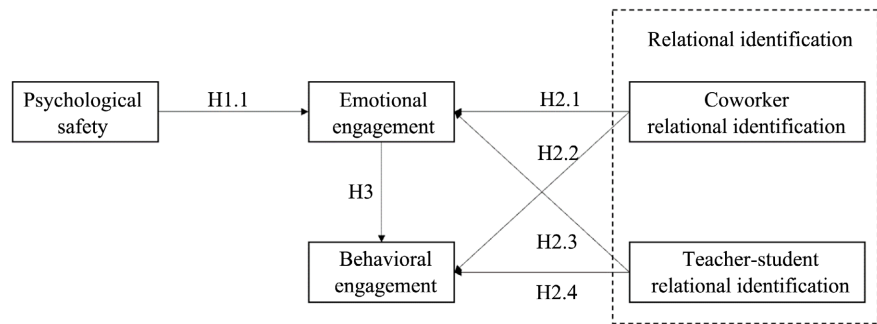 Relational identification
Psychological
safety
H1.1
Emotional
engagement
H2.1
Coworker
relational identification
H2.2
H3
H2.3
Behavioral
engagement
H2.4
Teacher-student
relational identification